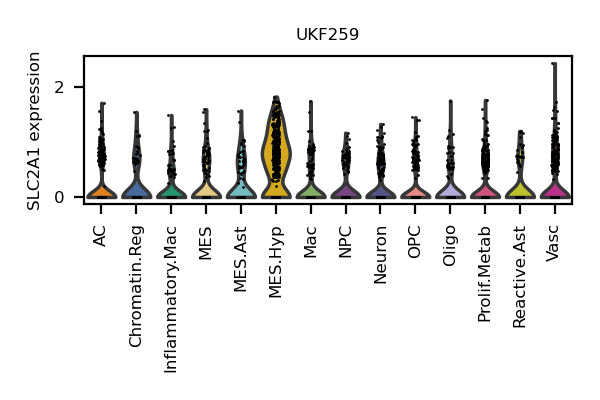 UKF259
SLC2A1 expression
2
0
AC
Chromatin.Reg
Inflammatory.Mac
MES
MES.Ast
MES.Hyp
Mac
NPC
Neuron
OPC
Oligo
Prolif.Metab
Reactive.Ast
Vasc